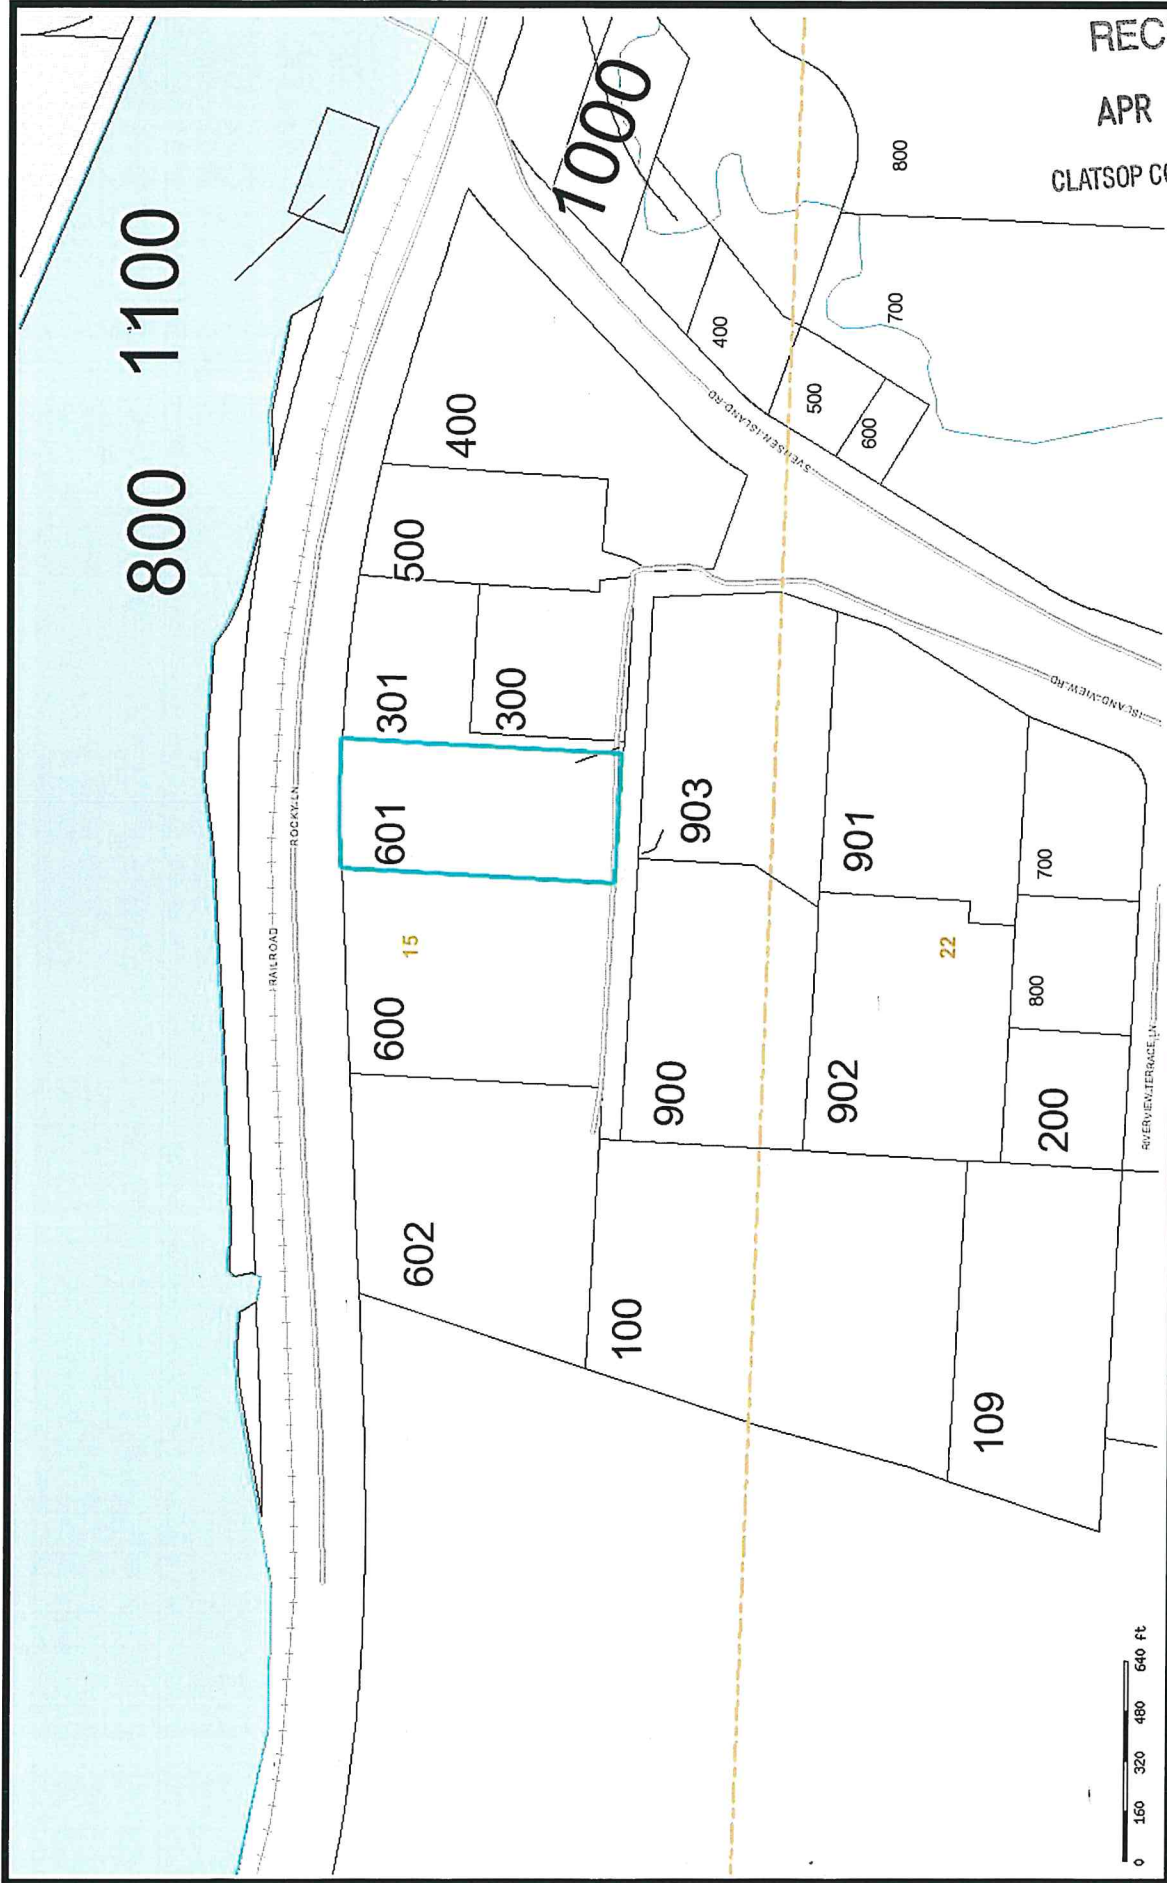 REC
APR
CLATSOP CO
1100
800
1000
800
700
400
500
600
400
500
301
300
601
903
901
700
15
600
22
800
900
902
200
602
100
109
ROCKY-LN
RAILROAD
SVENSEN-ISLAND-RD
ISLAND-VIEW-RD
RIVERVIEW-TERRACE-LN
0 160 320 480 640 ft